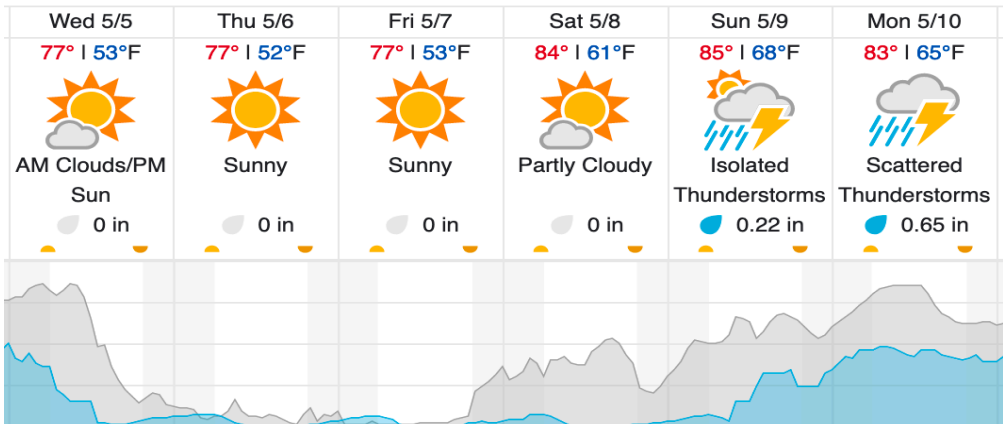 Wed 5/5
77° | 53°F
AM Clouds/PM
Sun
0 in
Thu 5/6
77° | 52°F
Sunny
0 in
Fri 5/7
77° | 53°F
Sunny
0 in
Sat 5/8
84° | 61°F
Partly Cloudy
0 in
Sun 5/9
85° | 68°F
Isolated
Thunderstorms
0.22 in
Mon 5/10
83° | 65°F
Scattered
Thunderstorms
0.65 in